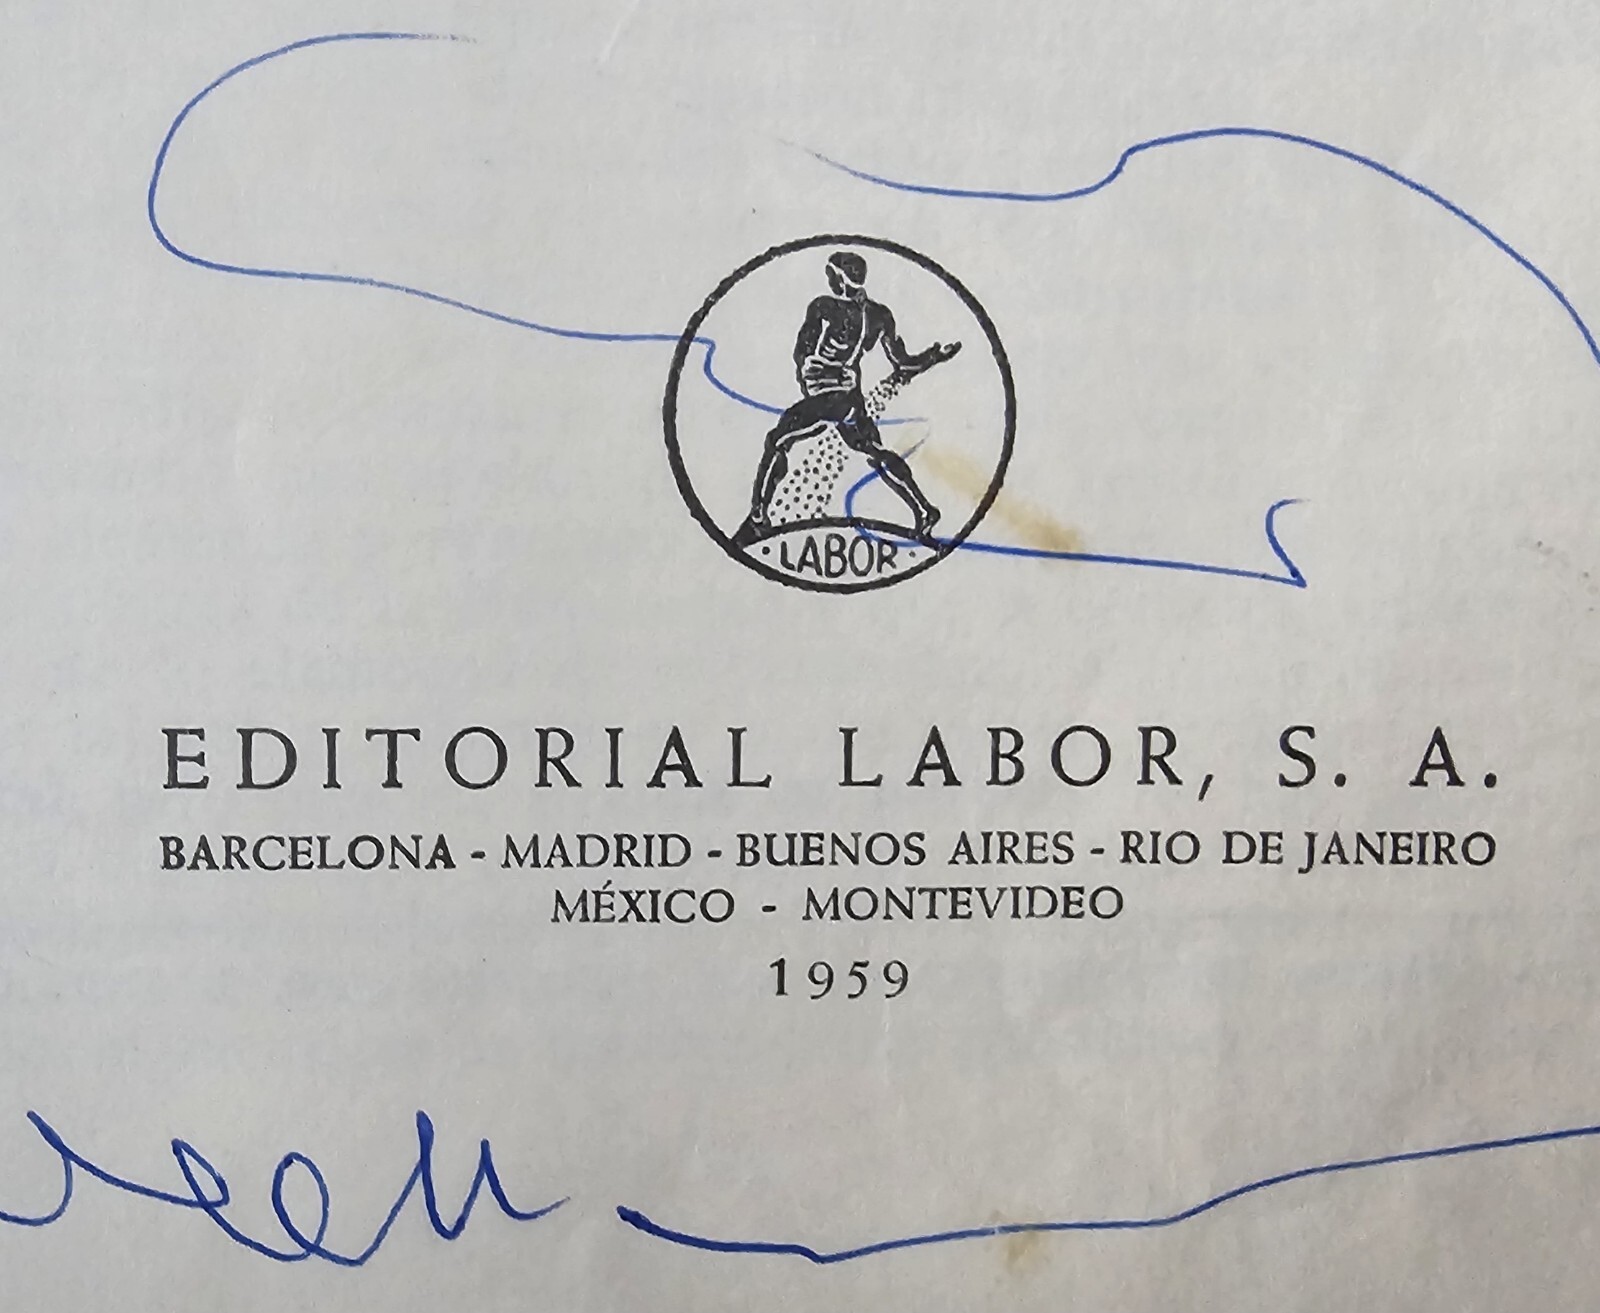 · LABOR ·
EDITORIAL LABOR, S. A.
BARCELONA - MADRID - BUENOS AIRES - RIO DE JANEIRO
MÉXICO - MONTEVIDEO
1959